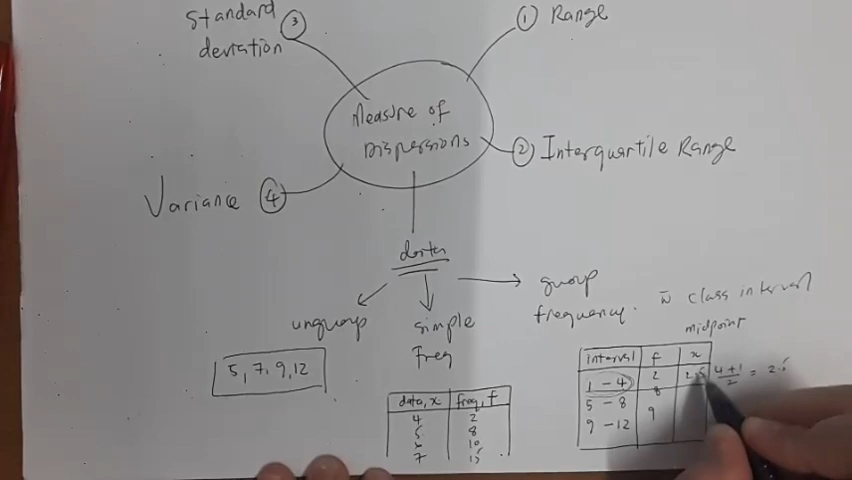 Standard
deviation
3
1 Range
Measure of
Dispersions
2 Interquartile Range
Variance 4
data
ungroup
simple
Freq
group
frequency. w class interval
midpoint
5, 7, 9, 12
data, x freq, f
4 2
5 8
6 10
7 15
interval f x
1 - 4 2 2.5 4+1/2 = 2.5
5 - 8 8
9 - 12 9